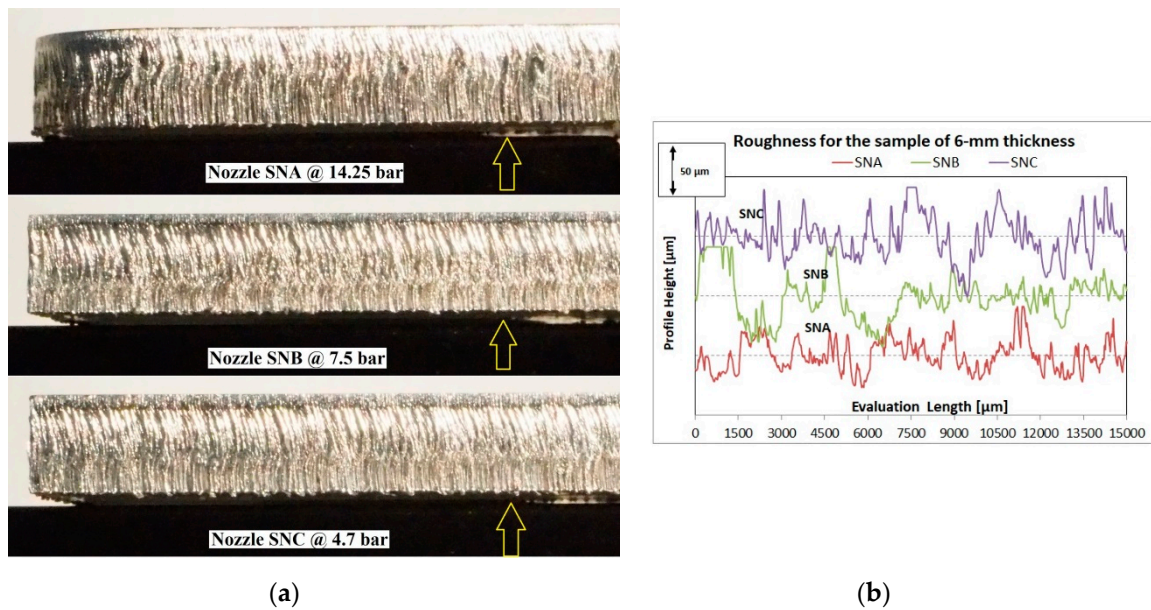 Nozzle SNA @ 14.25 bar
Nozzle SNB @ 7.5 bar
Nozzle SNC @ 4.7 bar
(a)
Roughness for the sample of 6-mm thickness
SNA SNB SNC
50 µm
SNC
SNB
SNA
Profile Height [µm]
Evaluation Length [µm]
0 1500 3000 4500 6000 7500 9000 10500 12000 13500 15000
(b)